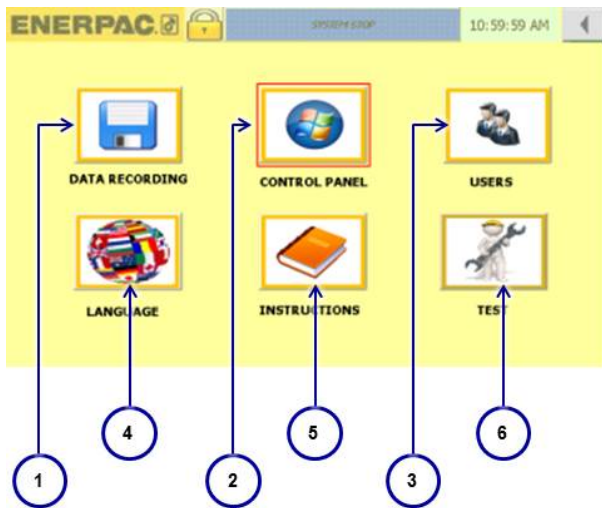 ENERPAC.
SYSTEM STOP
10:59:59 AM
DATA RECORDING
CONTROL PANEL
USERS
LANGUAGE
INSTRUCTIONS
TEST
4
5
6
1
2
3